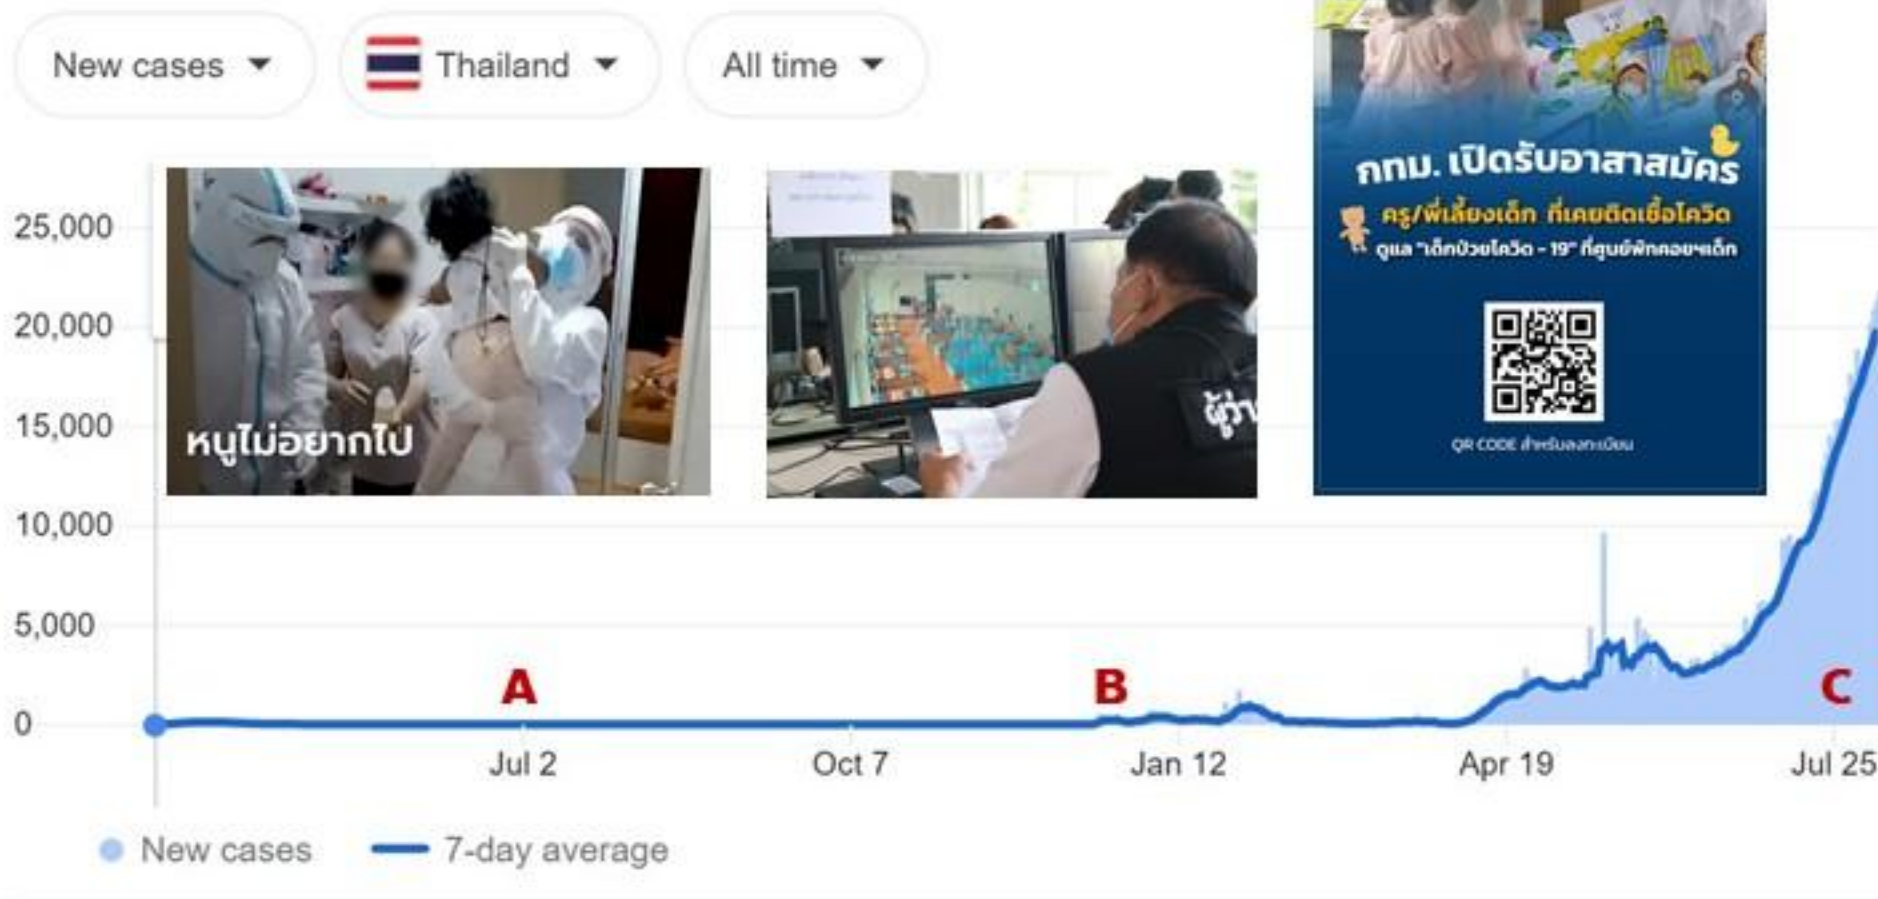 New cases
Thailand
All time
กทม. เปิดรับอาสาสมัคร
ครู/พี่เลี้ยงเด็ก ที่เคยติดเชื้อโควิด
ดูแล "เด็กป่วยโควิด - 19" ที่ศูนย์พักคอยฯเด็ก
QR CODE สำหรับลงทะเบียน
หนูไม่อยากไป
ผู้ว่า
25,000
20,000
15,000
10,000
5,000
0
A
B
C
Jul 2
Oct 7
Jan 12
Apr 19
Jul 25
New cases
7-day average